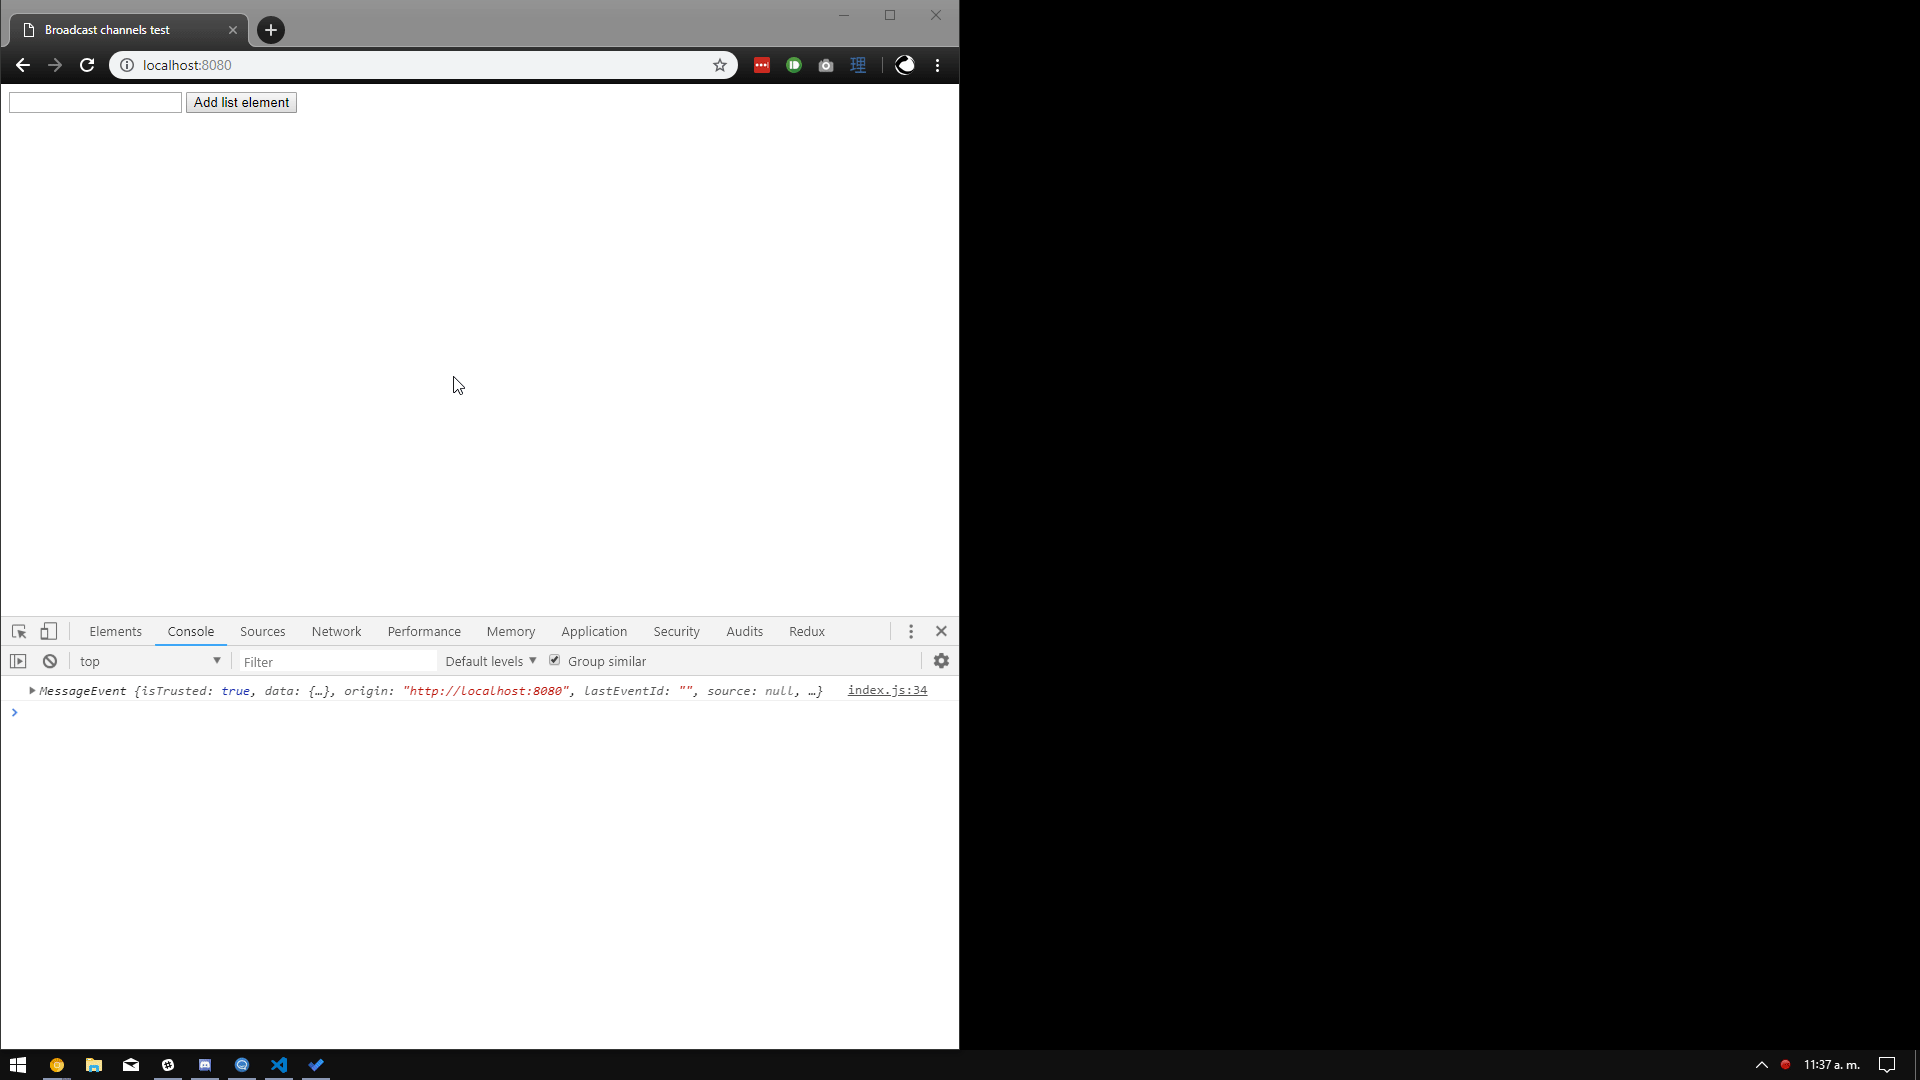 Broadcast channels test
localhost:8080
Add list element
Elements Console Sources Network Performance Memory Application Security Audits Redux
top Filter Default levels Group similar
MessageEvent {isTrusted: true, data: {…}, origin: "http://localhost:8080", lastEventId: "", source: null, …} index.js:34
11:37 a. m.